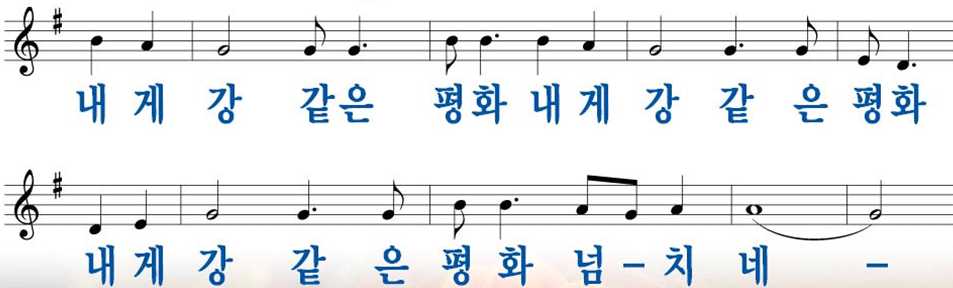 내 게 강 같은 평화 내 게 강 같 은 평화
내 게 강 같 은 평 화 넘 – 치 네 –